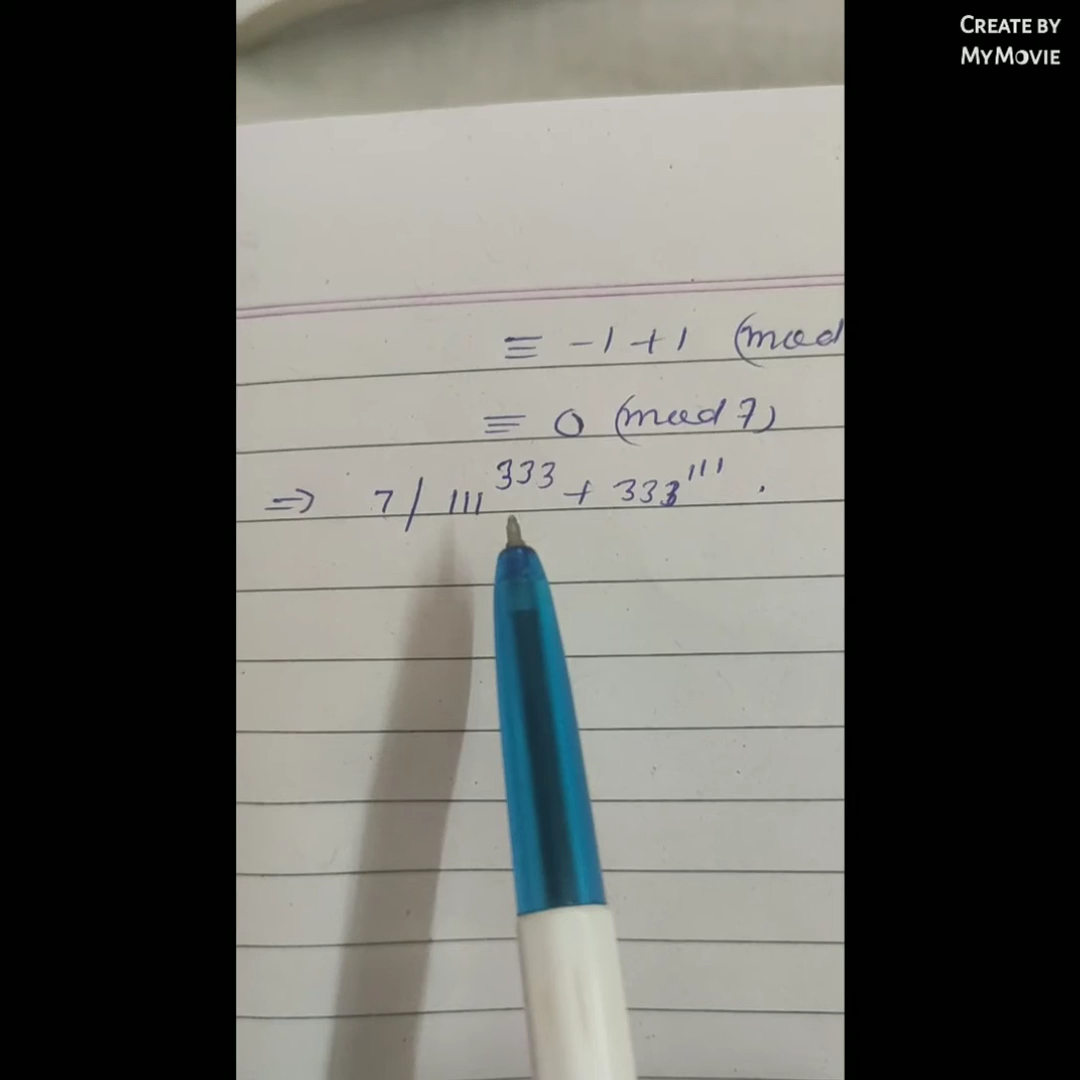 CREATE BY
MYMOVIE
≡ -1 + 1 (mod
≡ 0 (mod 7)
⇒ 7 / 111^333 + 333^111 .